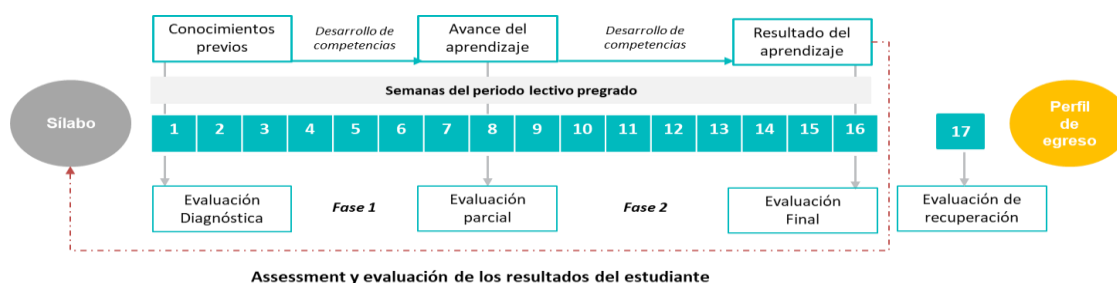 Conocimientos
previos
Desarrollo de
competencias
Avance del
aprendizaje
Desarrollo de
competencias
Resultado del
aprendizaje
Semanas del periodo lectivo pregrado
Sílabo
1 2 3 4 5 6 7 8 9 10 11 12 13 14 15 16
17
Perfil
de
egreso
Evaluación
Diagnóstica
Fase 1
Evaluación
parcial
Fase 2
Evaluación
Final
Evaluación de
recuperación
Assessment y evaluación de los resultados del estudiante